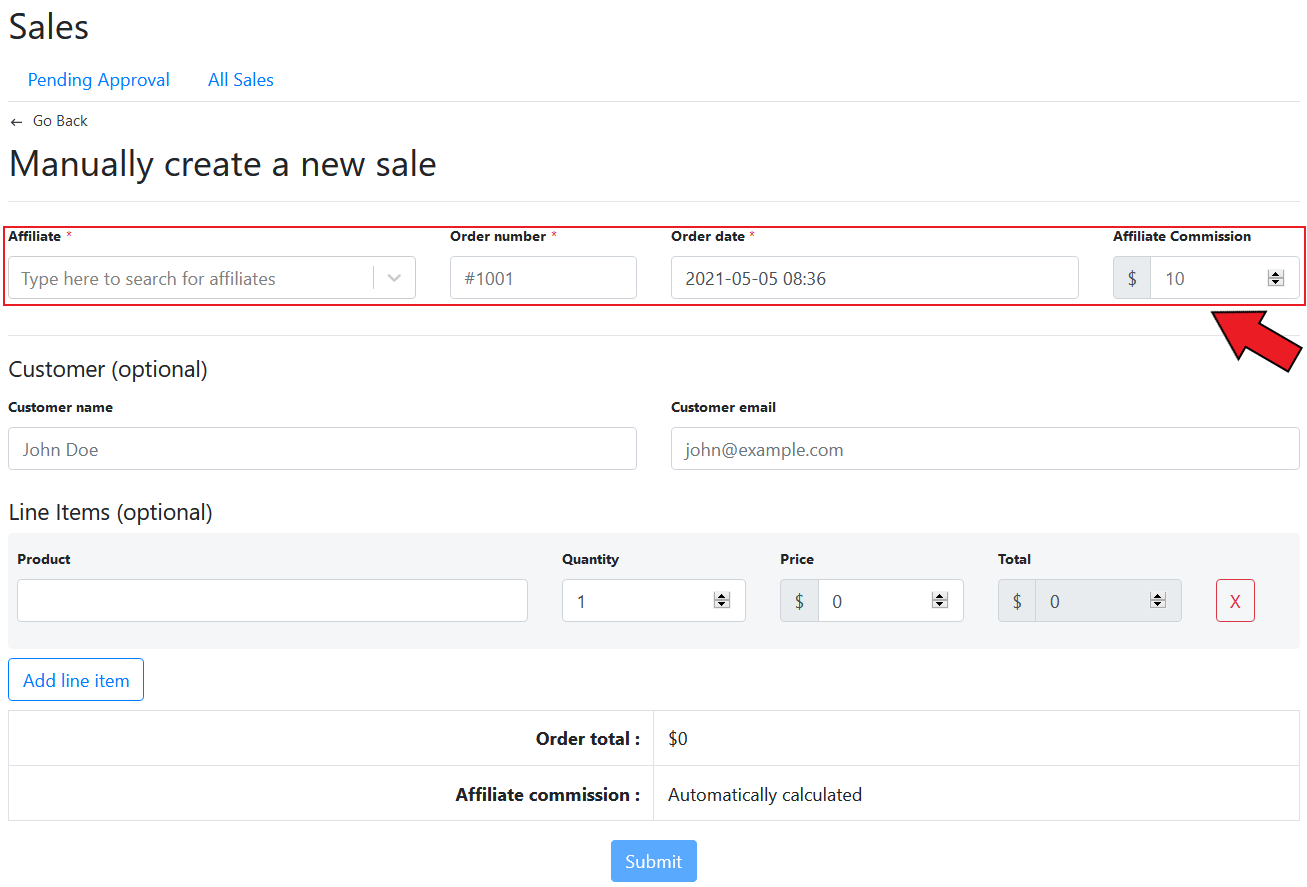 Sales
Pending Approval All Sales
← Go Back
Manually create a new sale
Affiliate * Order number * Order date * Affiliate Commission
Type here to search for affiliates #1001 2021-05-05 08:36 $ 10
Customer (optional)
Customer name Customer email
John Doe john@example.com
Line Items (optional)
Product Quantity Price Total
1 $ 0 $ 0 X
Add line item
Order total : $0
Affiliate commission : Automatically calculated
Submit